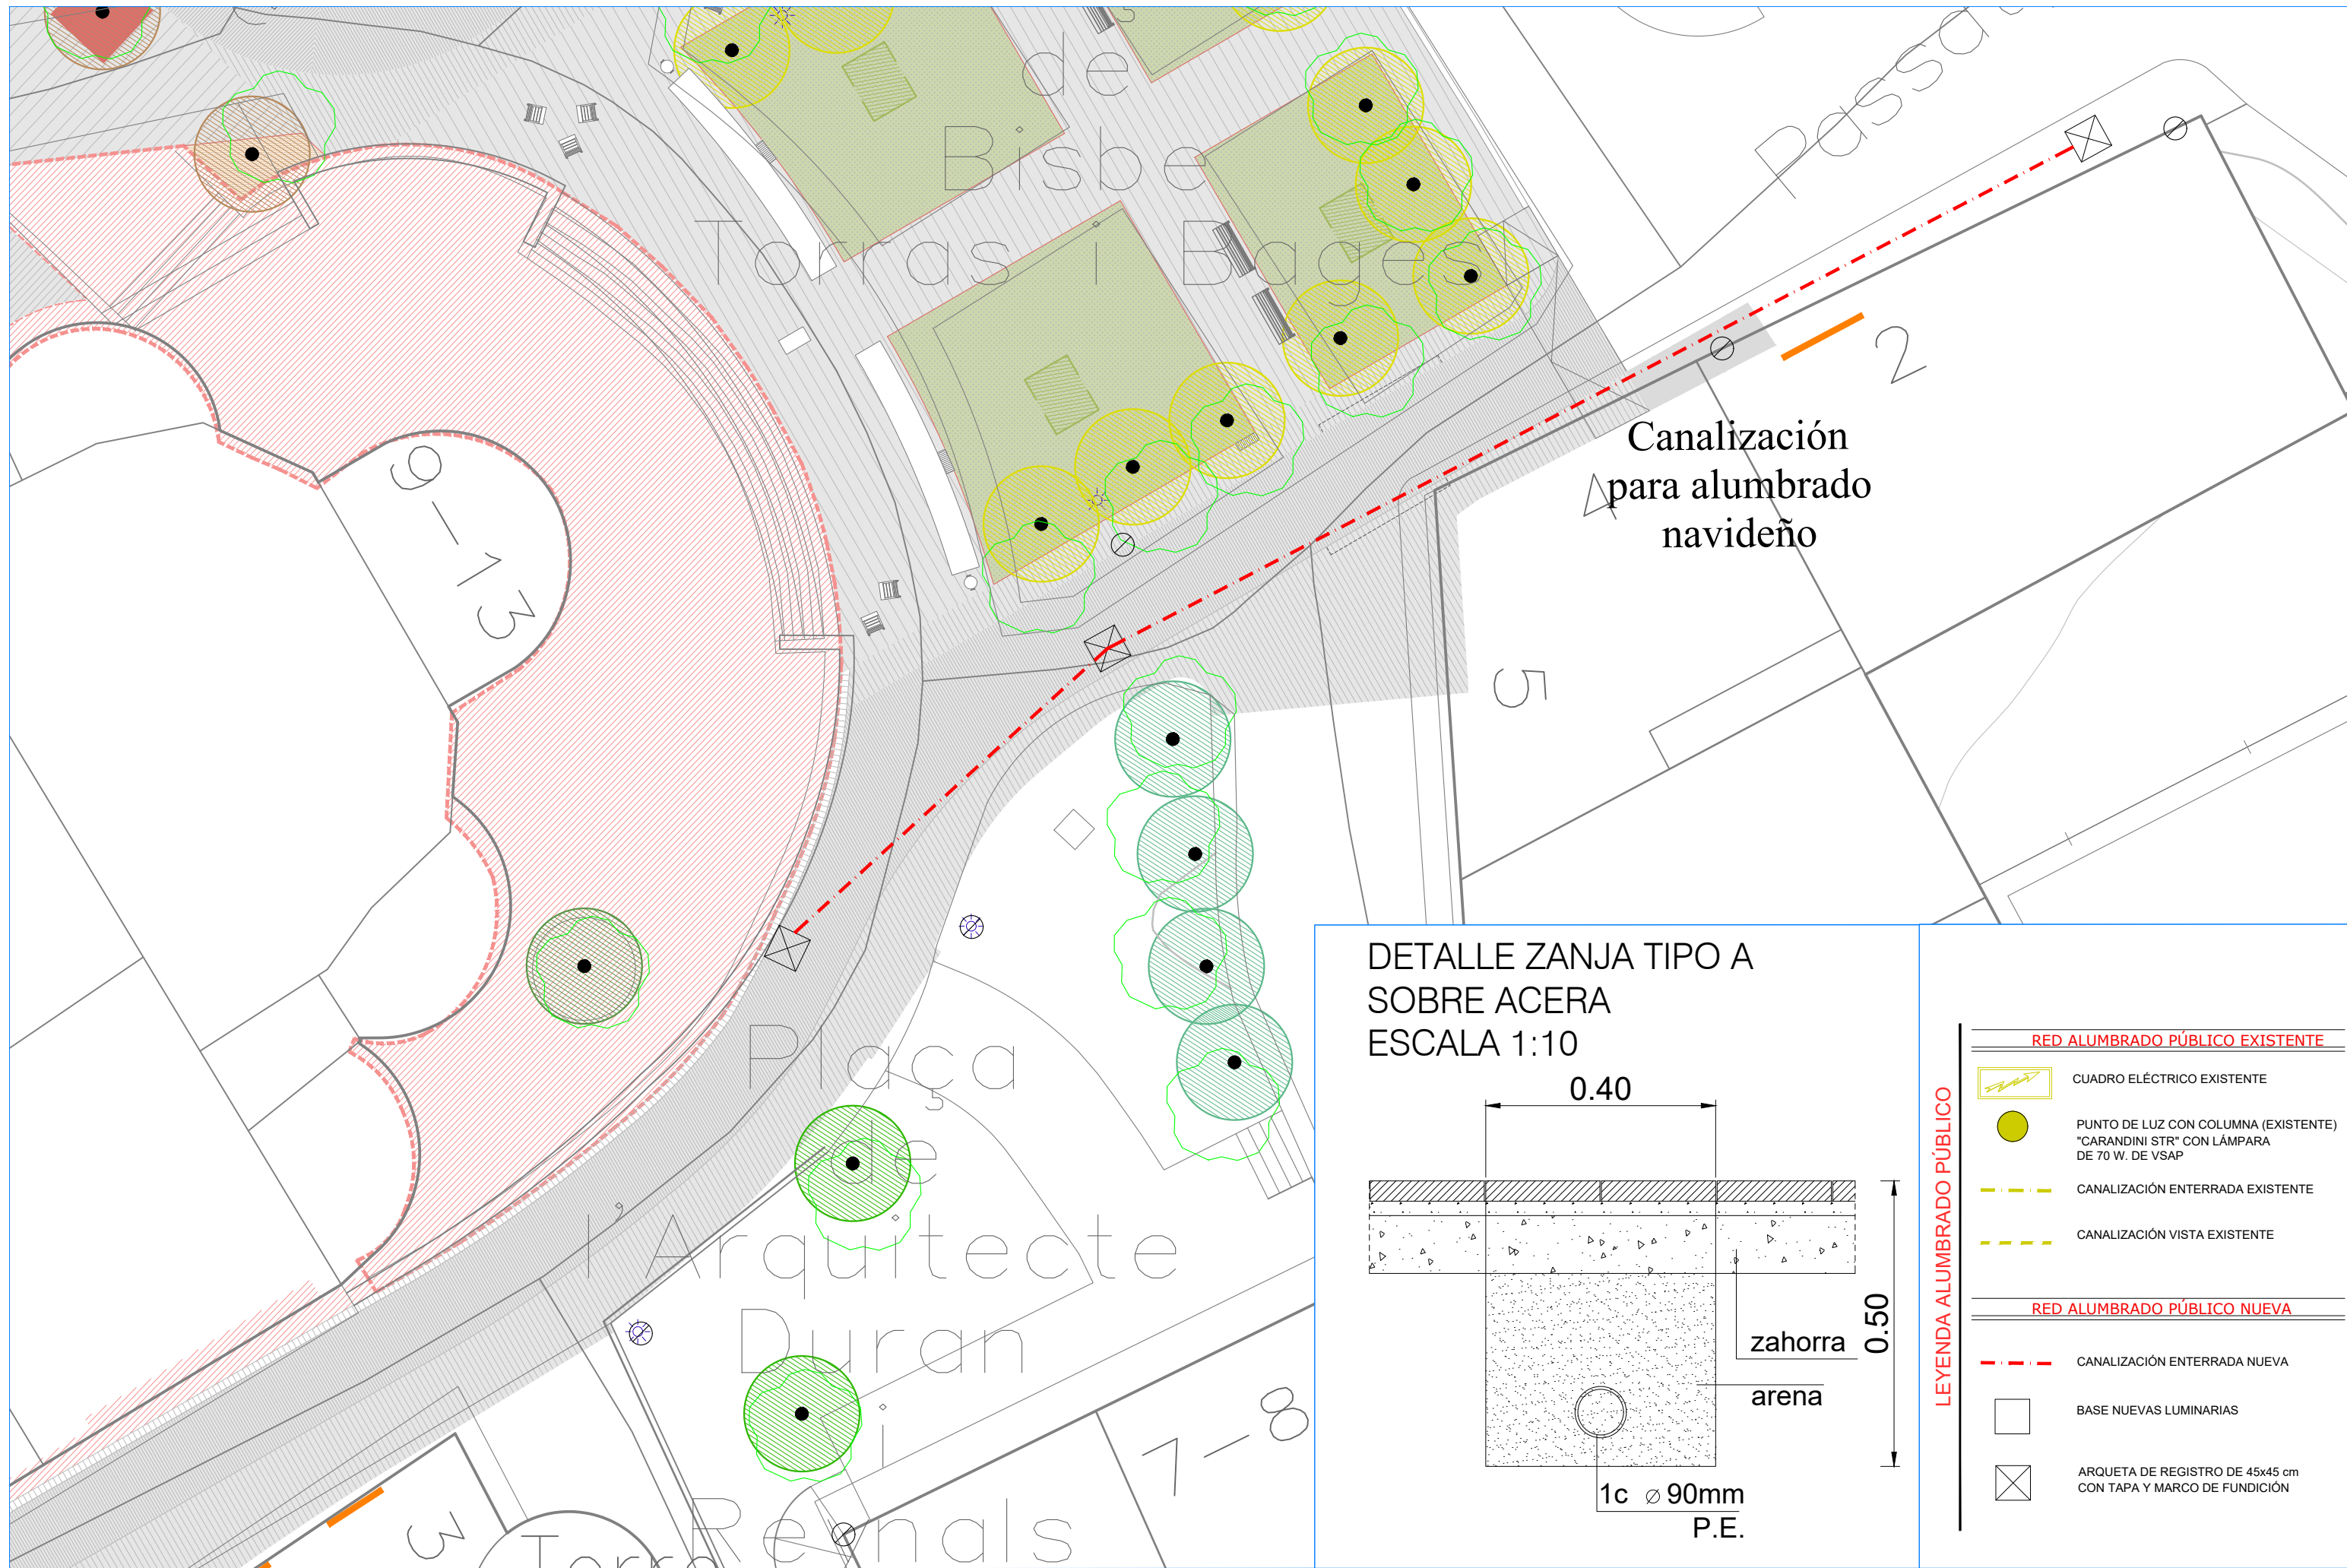 de
Bisbe
Torras i Bages
Passa
2
Canalización
para alumbrado
navideño
4
9-13
5
Plaça
de
l'Arquitecte
Duran
i
Reynals
7-8
3
Torre
DETALLE ZANJA TIPO A
SOBRE ACERA
ESCALA 1:10
0.40
0.50
zahorra
arena
1c ⌀ 90mm
P.E.
LEYENDA ALUMBRADO PÚBLICO
RED ALUMBRADO PÚBLICO EXISTENTE
CUADRO ELÉCTRICO EXISTENTE
PUNTO DE LUZ CON COLUMNA (EXISTENTE)
"CARANDINI STR" CON LÁMPARA
DE 70 W. DE VSAP
CANALIZACIÓN ENTERRADA EXISTENTE
CANALIZACIÓN VISTA EXISTENTE
RED ALUMBRADO PÚBLICO NUEVA
CANALIZACIÓN ENTERRADA NUEVA
BASE NUEVAS LUMINARIAS
ARQUETA DE REGISTRO DE 45x45 cm
CON TAPA Y MARCO DE FUNDICIÓN